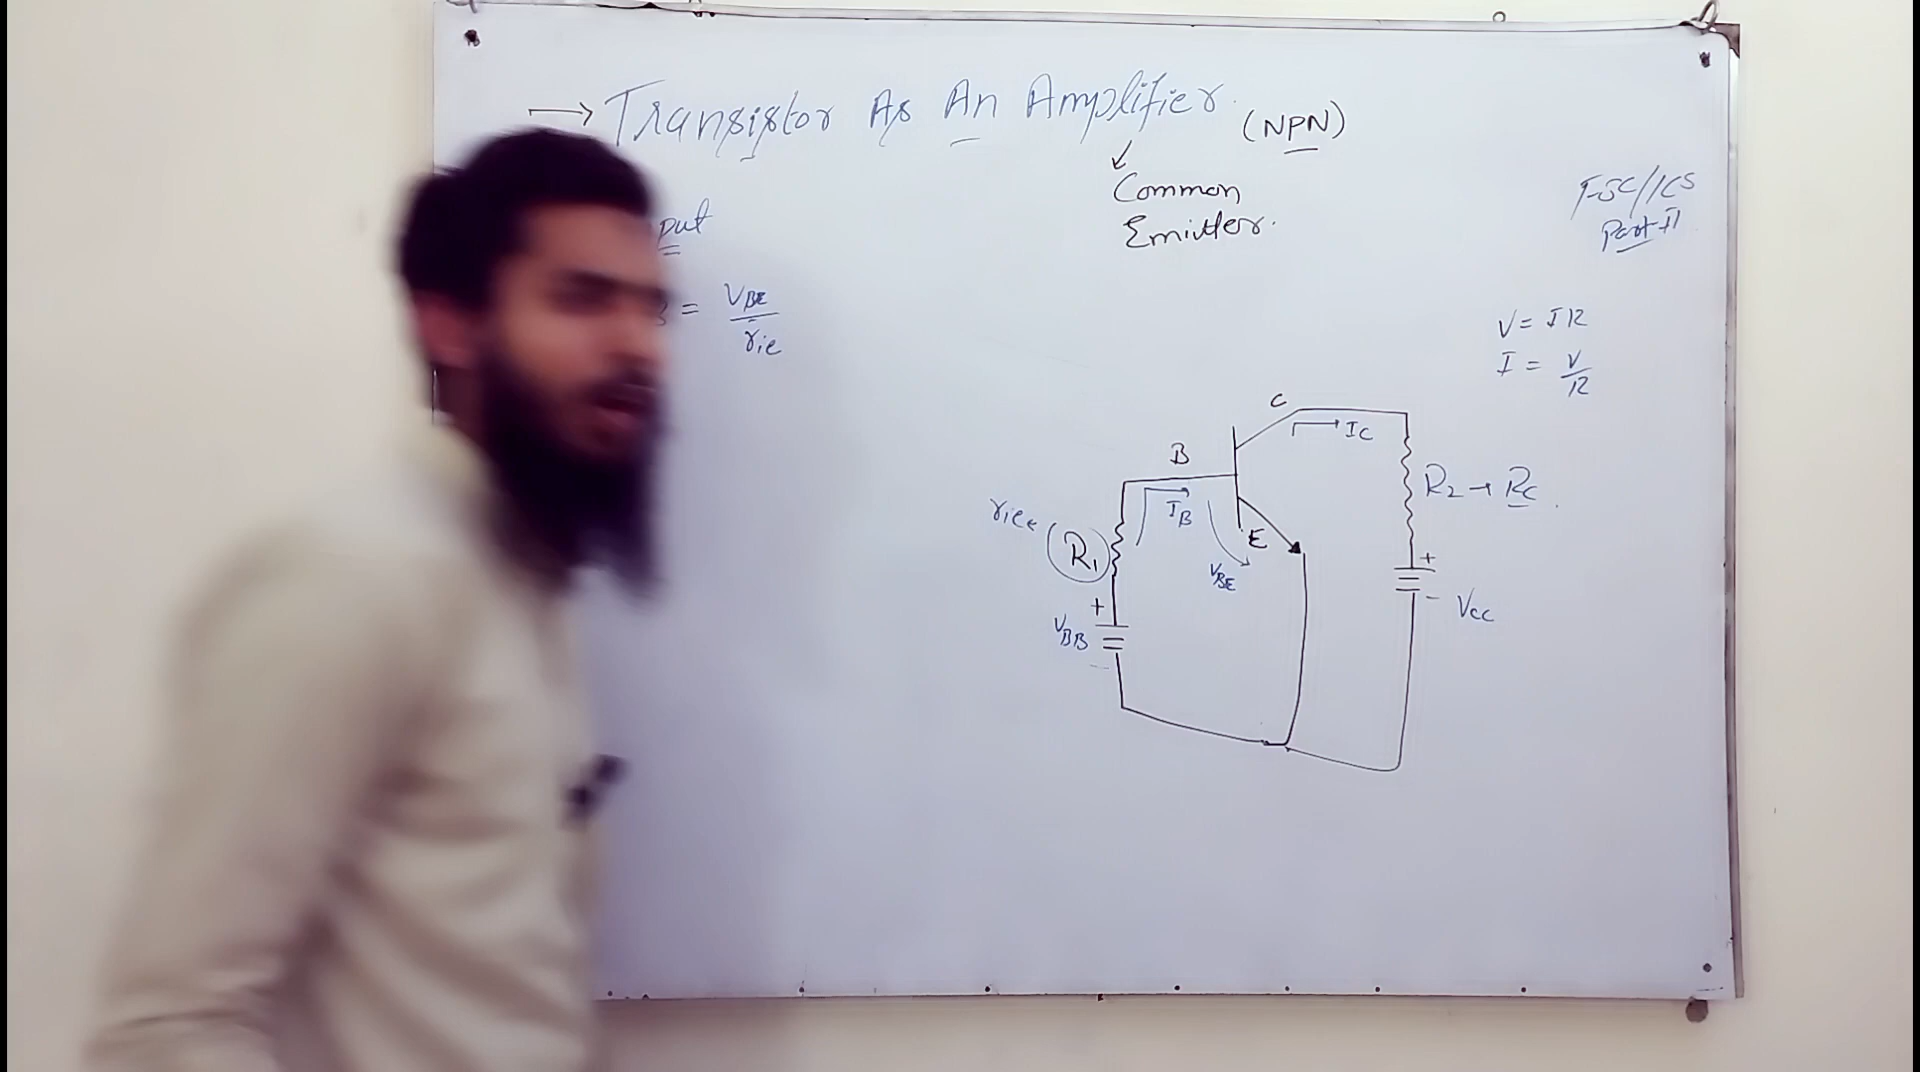 → Transistor As An Amplifier (NPN)
Common
Emitter.
FSC/ICS
Part-II
put
= VBE
rie
V = IR
I = V
R
C
IC
B
IB
R2 → RC
rie
R1
E
VBE
+
+
-
VBB
VCC